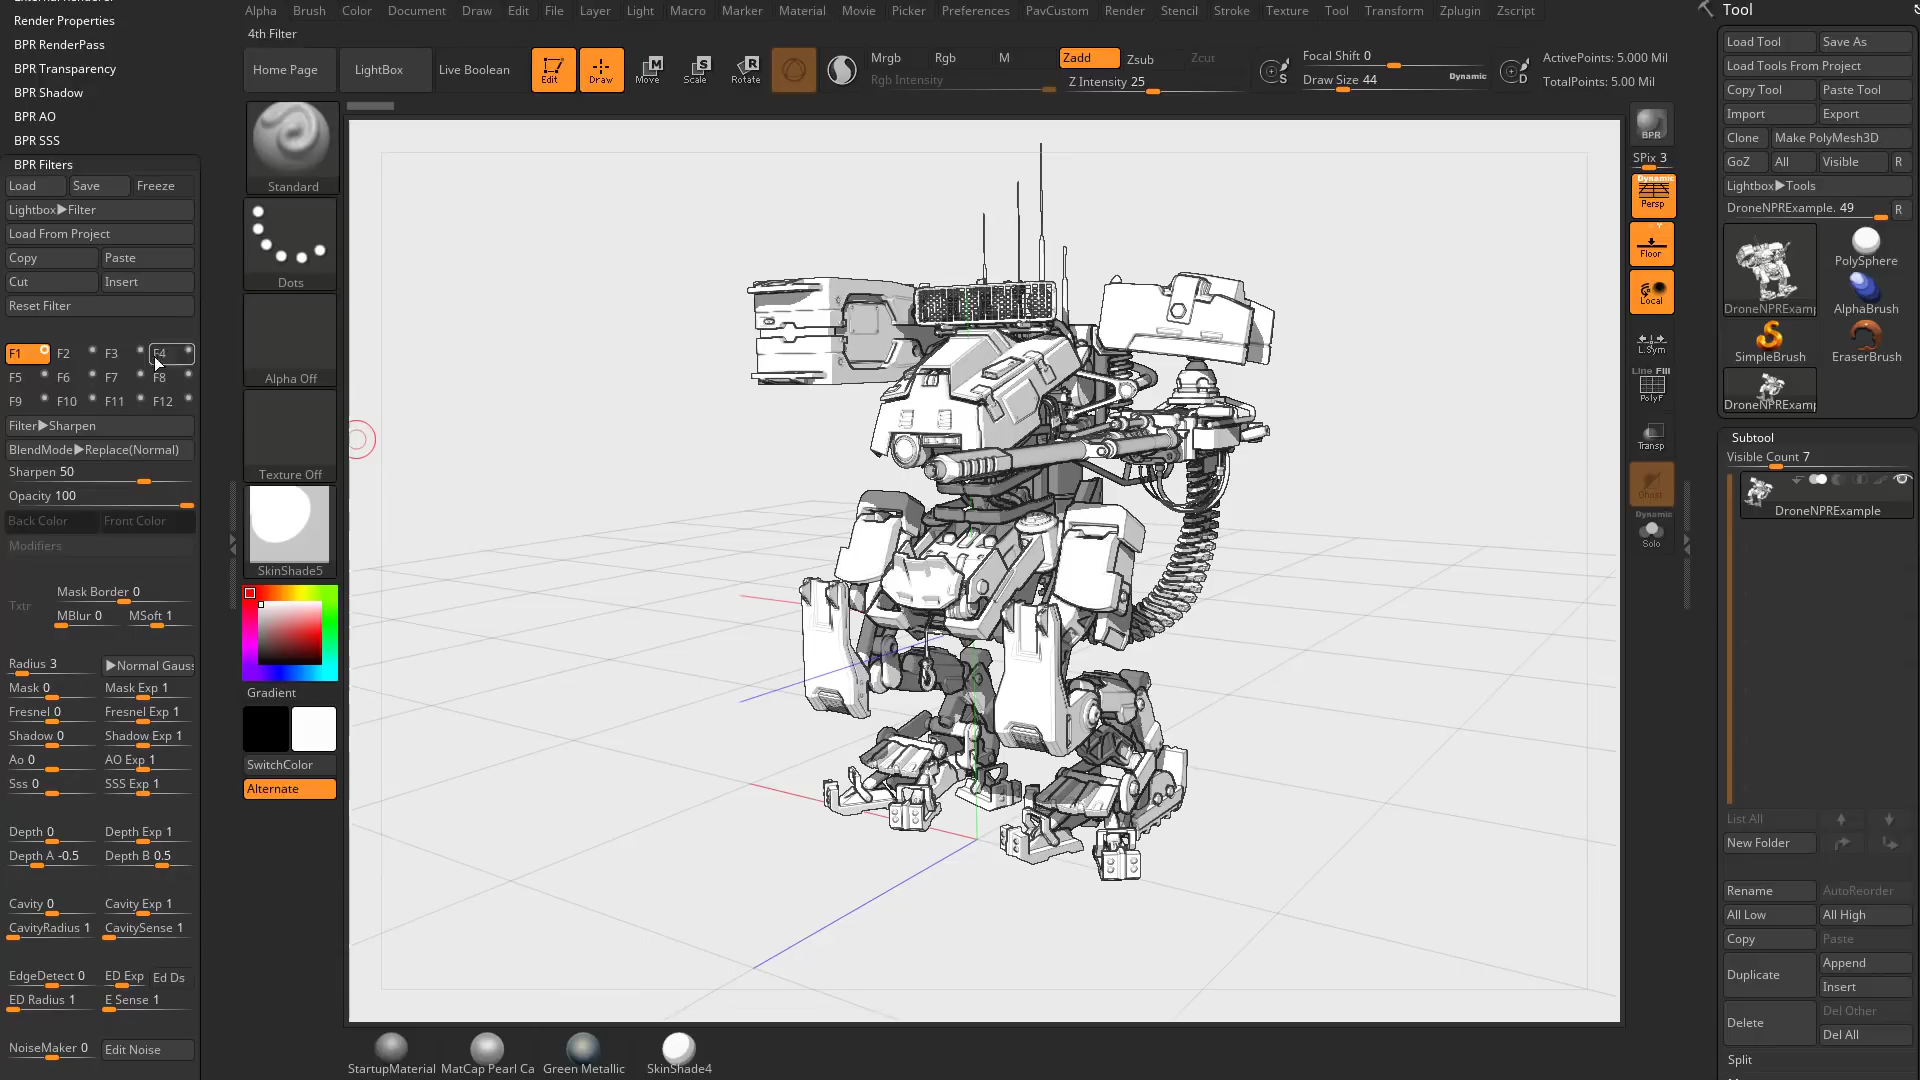 Alpha Brush Color Document Draw Edit File Layer Light Macro Marker Material Movie Picker Preferences PavCustom Render Stencil Stroke Texture Tool Transform Zplugin Zscript
4th Filter
Render Properties
BPR RenderPass
BPR Transparency
BPR Shadow
BPR AO
BPR SSS
BPR Filters
Load Save Freeze
Lightbox▶Filter
Load From Project
Copy Paste
Cut Insert
Reset Filter
F1 F2 F3 F4
F5 F6 F7 F8
F9 F10 F11 F12
Filter▶Sharpen
BlendMode▶Replace(Normal)
Sharpen 50
Opacity 100
Back Color Front Color
Modifiers
Txtr
Mask Border 0
MBlur 0 MSoft 1
Radius 3 ▶Normal Gauss
Mask 0 Mask Exp 1
Fresnel 0 Fresnel Exp 1
Shadow 0 Shadow Exp 1
Ao 0 AO Exp 1
Sss 0 SSS Exp 1
Depth 0 Depth Exp 1
Depth A -0.5 Depth B 0.5
Cavity 0 Cavity Exp 1
CavityRadius 1 CavitySense 1
EdgeDetect 0 ED Exp Ed Ds
ED Radius 1 E Sense 1
NoiseMaker 0 Edit Noise
Home Page LightBox Live Boolean
Edit Draw Move Scale Rotate
M S R
Mrgb Rgb M
Rgb Intensity
Zadd Zsub Zcut
Z Intensity 25
S
Focal Shift 0
Draw Size 44 Dynamic
D
ActivePoints: 5.000 Mil
TotalPoints: 5.00 Mil
Standard
Dots
Alpha Off
Texture Off
SkinShade5
Gradient
SwitchColor
Alternate
StartupMaterial MatCap Pearl Ca Green Metallic SkinShade4
BPR
SPix 3
Dynamic
Persp
Floor
Local
L.Sym
Line Fill
PolyF
Transp
Ghost
Dynamic
Solo
Tool
Load Tool Save As
Load Tools From Project
Copy Tool Paste Tool
Import Export
Clone Make PolyMesh3D
GoZ All Visible R
Lightbox▶Tools
DroneNPRExample. 49 R
DroneNPRExamp
PolySphere
AlphaBrush
SimpleBrush EraserBrush
DroneNPRExamp
Subtool
Visible Count 7
DroneNPRExample
List All
New Folder
Rename AutoReorder
All Low All High
Copy Paste
Duplicate Append
Insert
Delete Del Other
Del All
Split